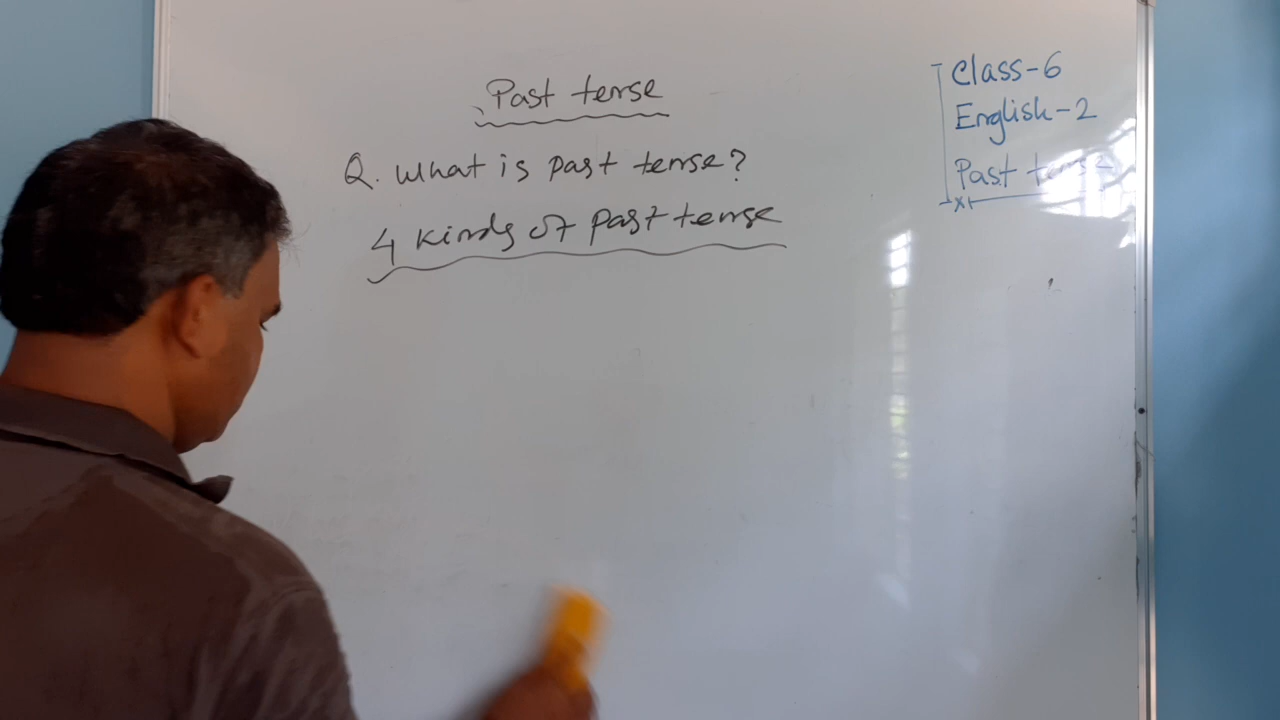 Past tense
Q. What is past tense?
4 kinds of past tense
Class-6
English-2
Past tense